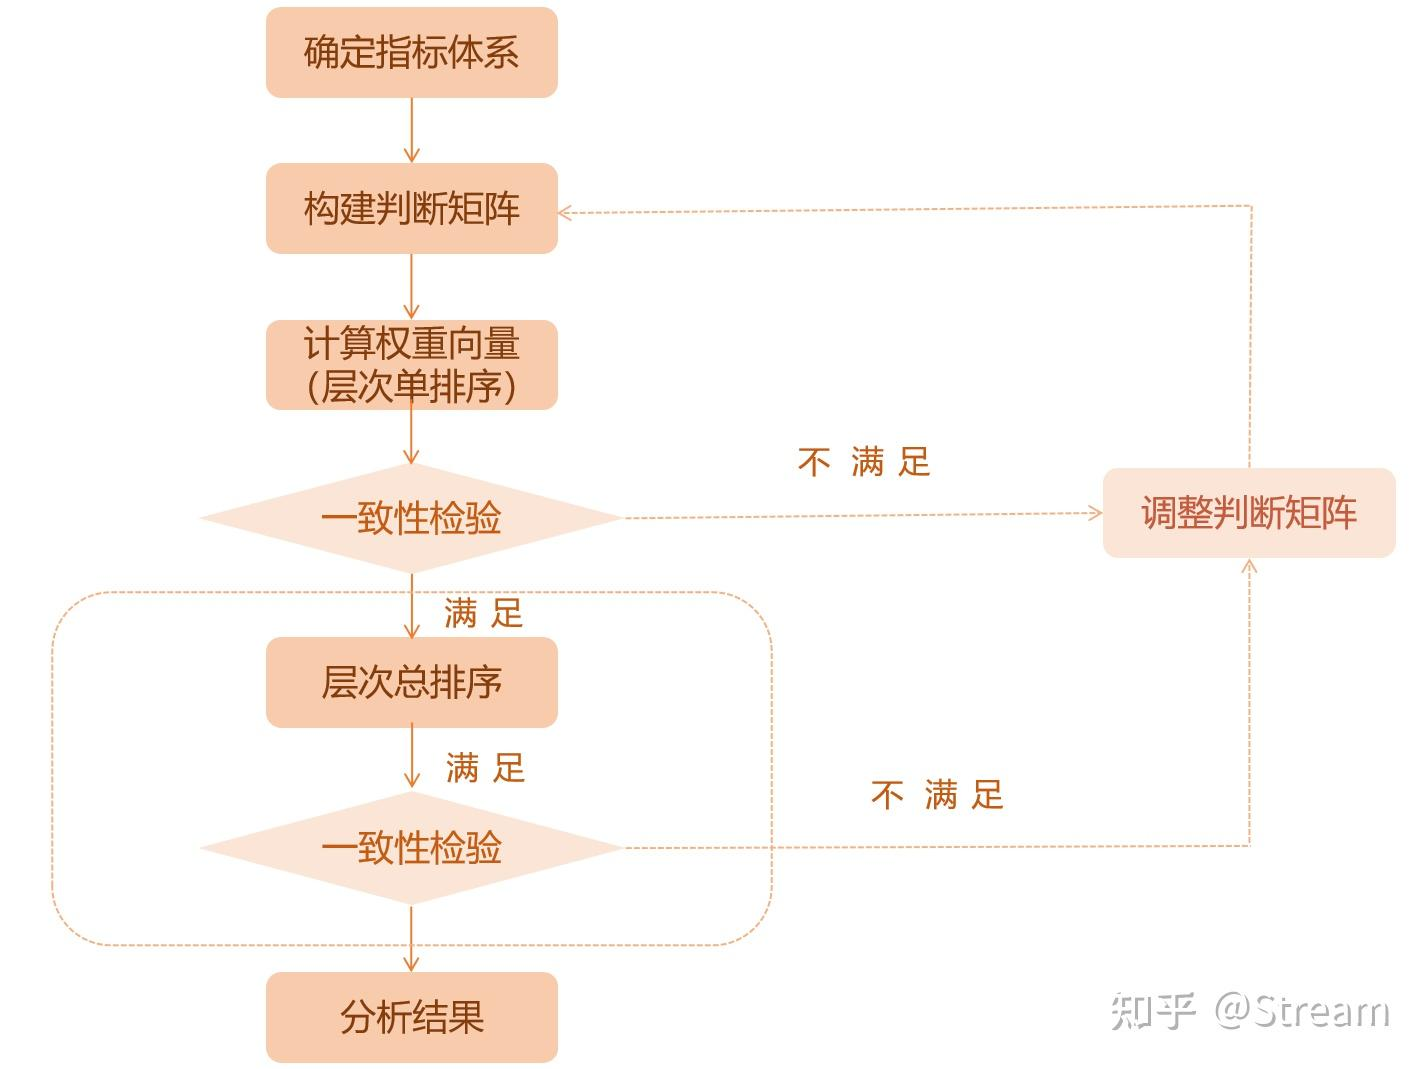 确定指标体系
构建判断矩阵
计算权重向量
（层次单排序）
不 满 足
一致性检验
调整判断矩阵
满 足
层次总排序
满 足
不 满 足
一致性检验
分析结果
知乎 @Stream